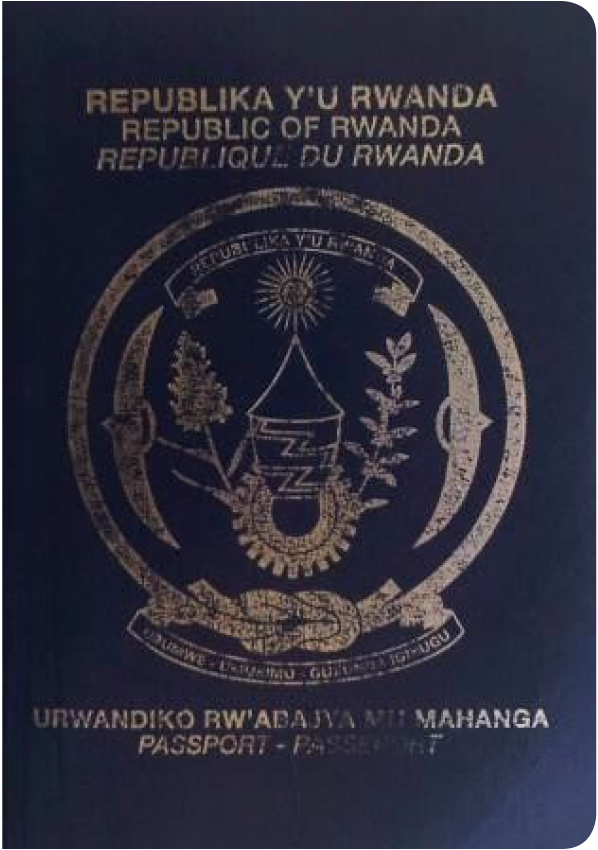 REPUBLIKA Y'U RWANDA
REPUBLIC OF RWANDA
REPUBLIQUE DU RWANDA
REPUBLIKA Y'U RWANDA
UBUMWE - UMURIMO - GUKUNDA IGIHUGU
URWANDIKO RW'ABAJYA MU MAHANGA
PASSPORT - PASSEPORT